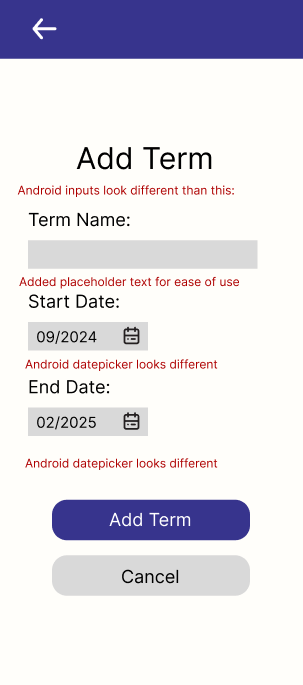 Add Term
Android inputs look different than this:
Term Name:
Added placeholder text for ease of use
Start Date:
09/2024
Android datepicker looks different
End Date:
02/2025
Android datepicker looks different
Add Term
Cancel